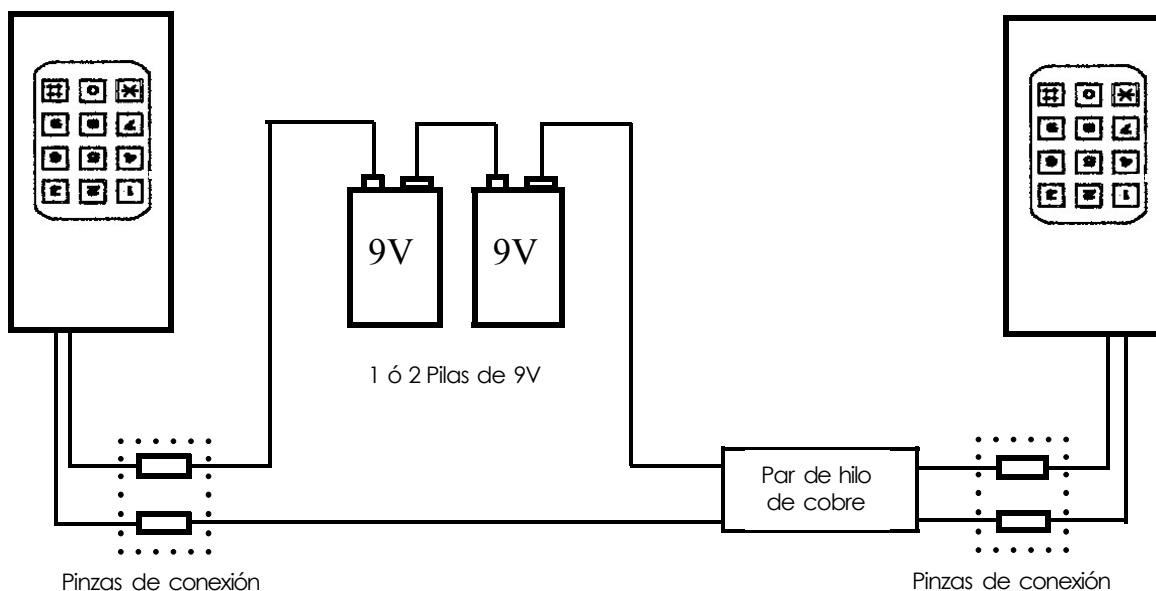 9V
9V
1 ó 2 Pilas de 9V
Par de hilo
de cobre
Pinzas de conexión
Pinzas de conexión